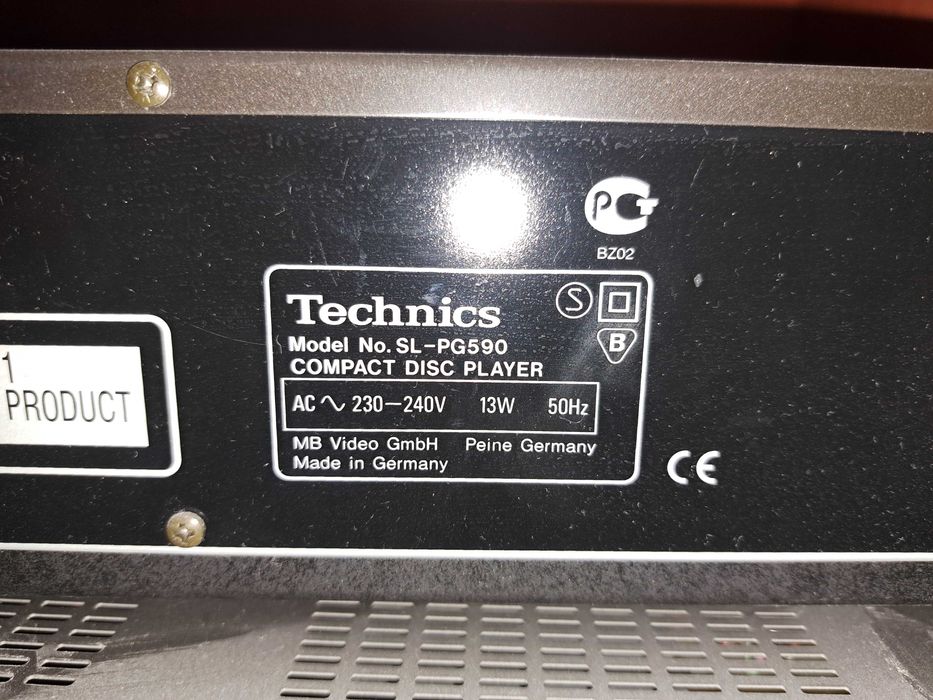 BZ02
Technics
S
B
Model No. SL-PG590
COMPACT DISC PLAYER
AC ∿ 230-240V 13W 50Hz
MB Video GmbH Peine Germany
Made in Germany
CE
1
PRODUCT